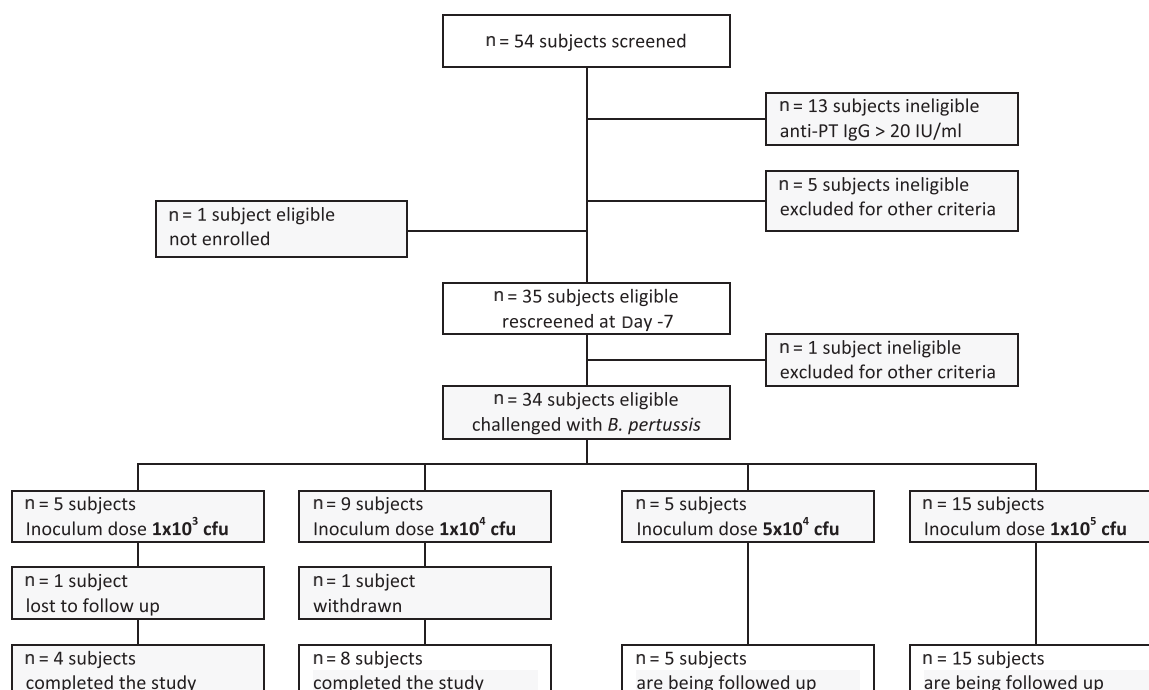 n = 54 subjects screened
n = 13 subjects ineligible
anti-PT IgG > 20 IU/ml
n = 5 subjects ineligible
excluded for other criteria
n = 1 subject eligible
not enrolled
n = 35 subjects eligible
rescreened at Day -7
n = 1 subject ineligible
excluded for other criteria
n = 34 subjects eligible
challenged with B. pertussis
n = 5 subjects
Inoculum dose 1x10³ cfu
n = 9 subjects
Inoculum dose 1x10⁴ cfu
n = 5 subjects
Inoculum dose 5x10⁴ cfu
n = 15 subjects
Inoculum dose 1x10⁵ cfu
n = 1 subject
lost to follow up
n = 1 subject
withdrawn
n = 4 subjects
completed the study
n = 8 subjects
completed the study
n = 5 subjects
are being followed up
n = 15 subjects
are being followed up